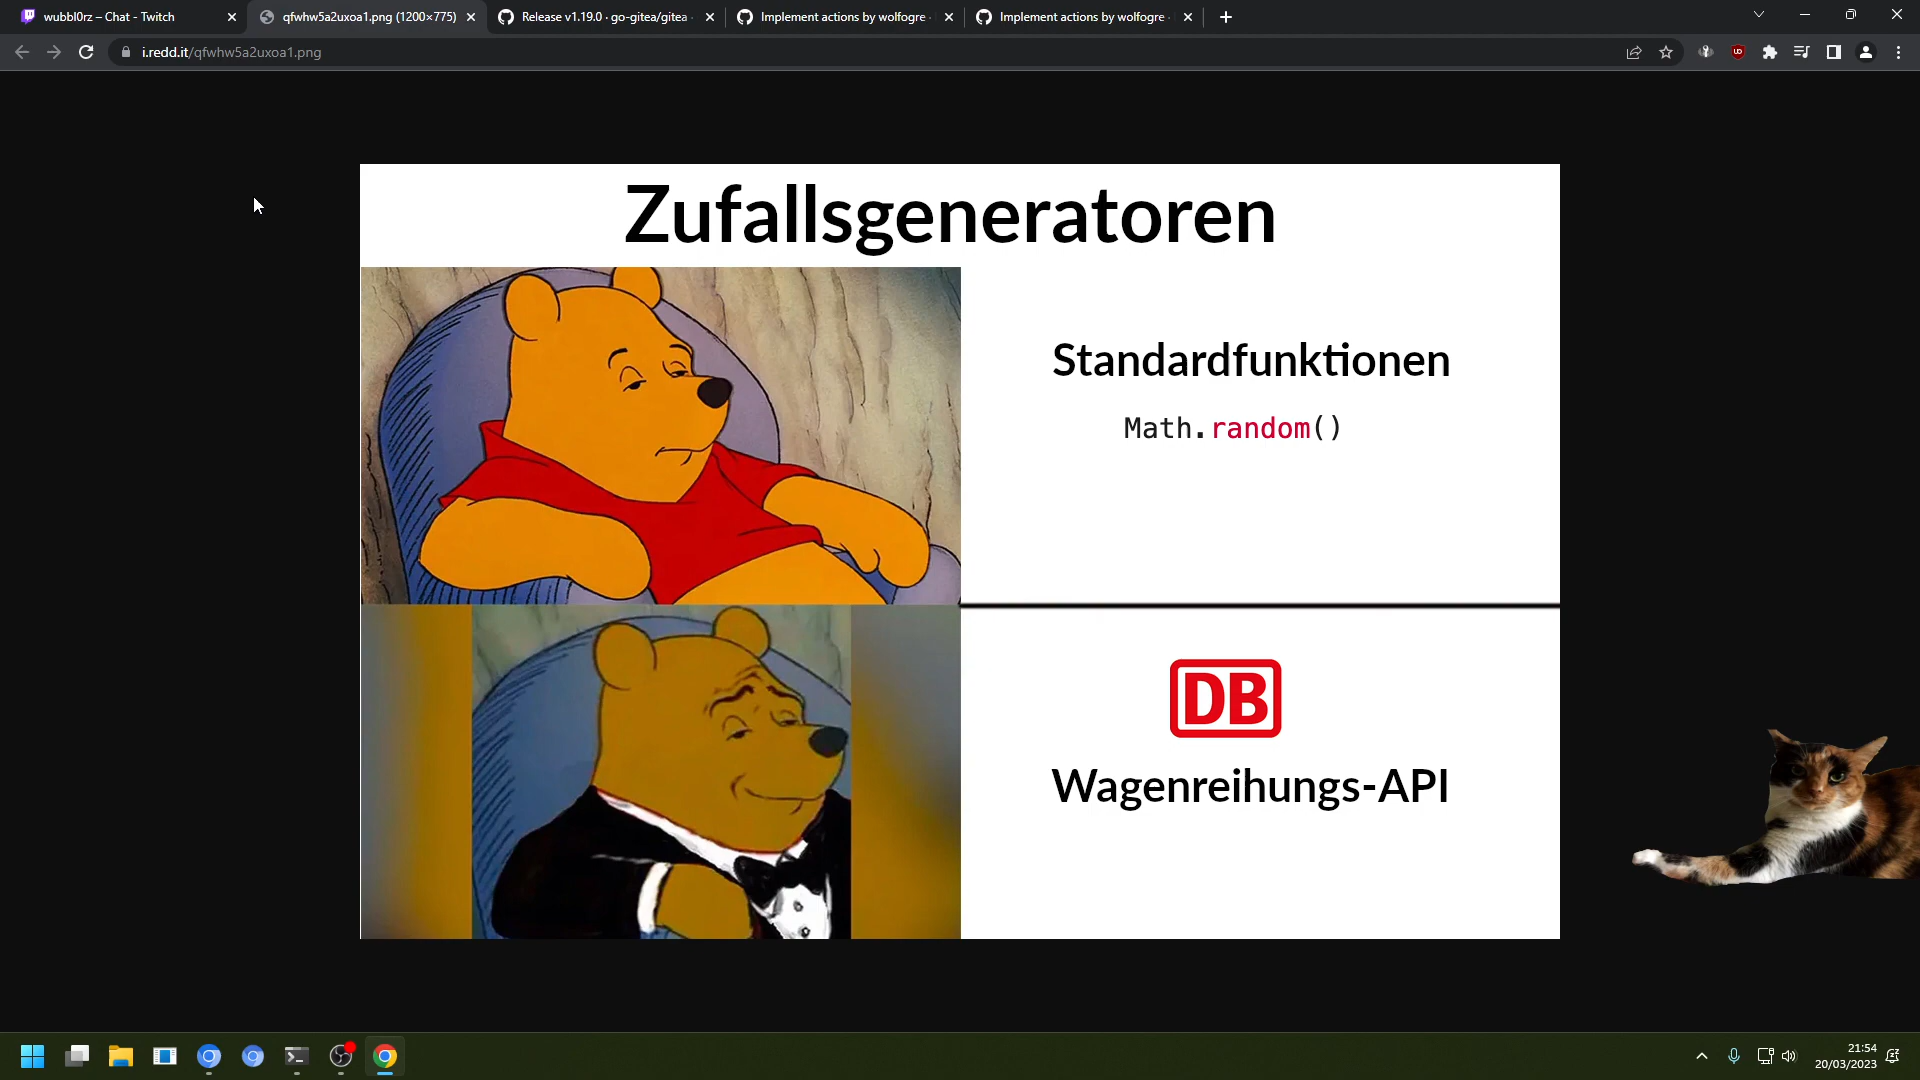 wubbl0rz – Chat - Twitch
qfwhw5a2uxoa1.png (1200×775)
Release v1.19.0 · go-gitea/gitea ·
Implement actions by wolfogre ·
Implement actions by wolfogre ·
i.redd.it/qfwhw5a2uxoa1.png
Zufallsgeneratoren
Standardfunktionen
Math.random()
DB
Wagenreihungs-API
21:54
20/03/2023